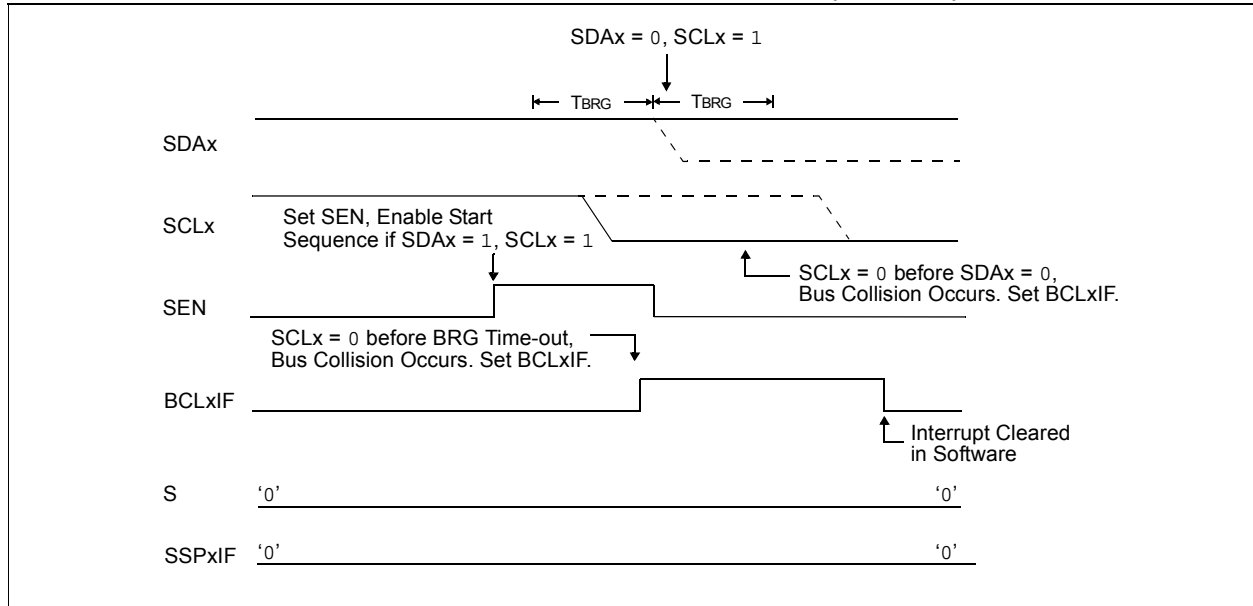 SDAx = 0, SCLx = 1
TBRG
TBRG
SDAx
SCLx
Set SEN, Enable Start
Sequence if SDAx = 1, SCLx = 1
SCLx = 0 before SDAx = 0,
Bus Collision Occurs. Set BCLxIF.
SEN
SCLx = 0 before BRG Time-out,
Bus Collision Occurs. Set BCLxIF.
BCLxIF
Interrupt Cleared
in Software
S
‘0’
‘0’
SSPxIF
‘0’
‘0’